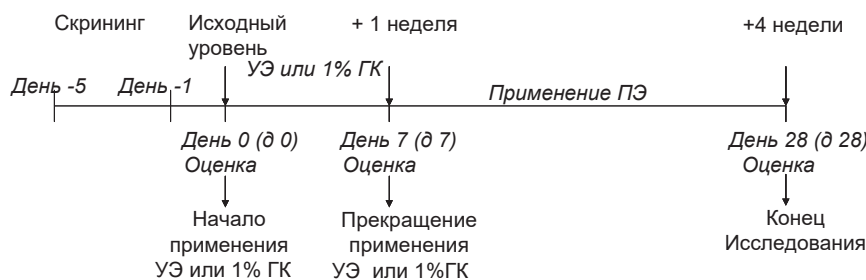 Скрининг
Исходный
уровень
+ 1 неделя
+4 недели
УЭ или 1% ГК
День -5
День -1
Применение ПЭ
День 0 (д 0)
Оценка
День 7 (д 7)
Оценка
День 28 (д 28)
Оценка
Начало
применения
УЭ или 1% ГК
Прекращение
применения
УЭ или 1%ГК
Конец
Исследования